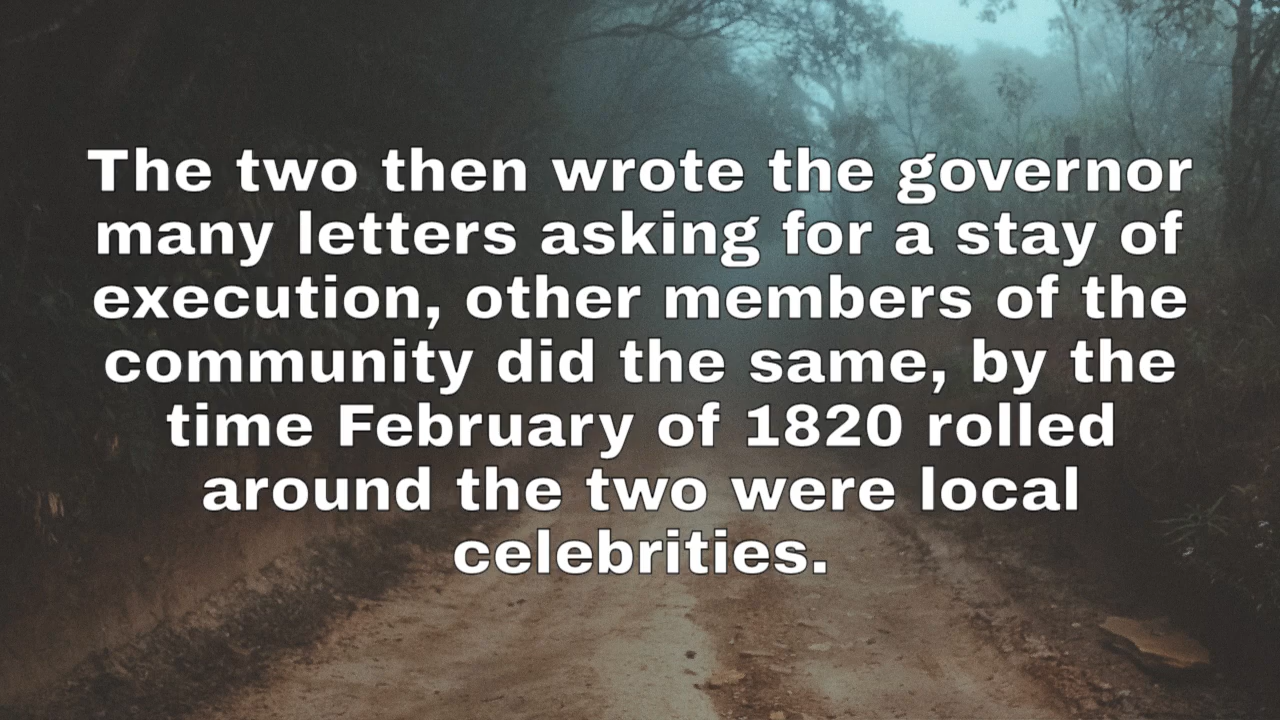 The two then wrote the governor
many letters asking for a stay of
execution, other members of the
community did the same, by the
time February of 1820 rolled
around the two were local
celebrities.